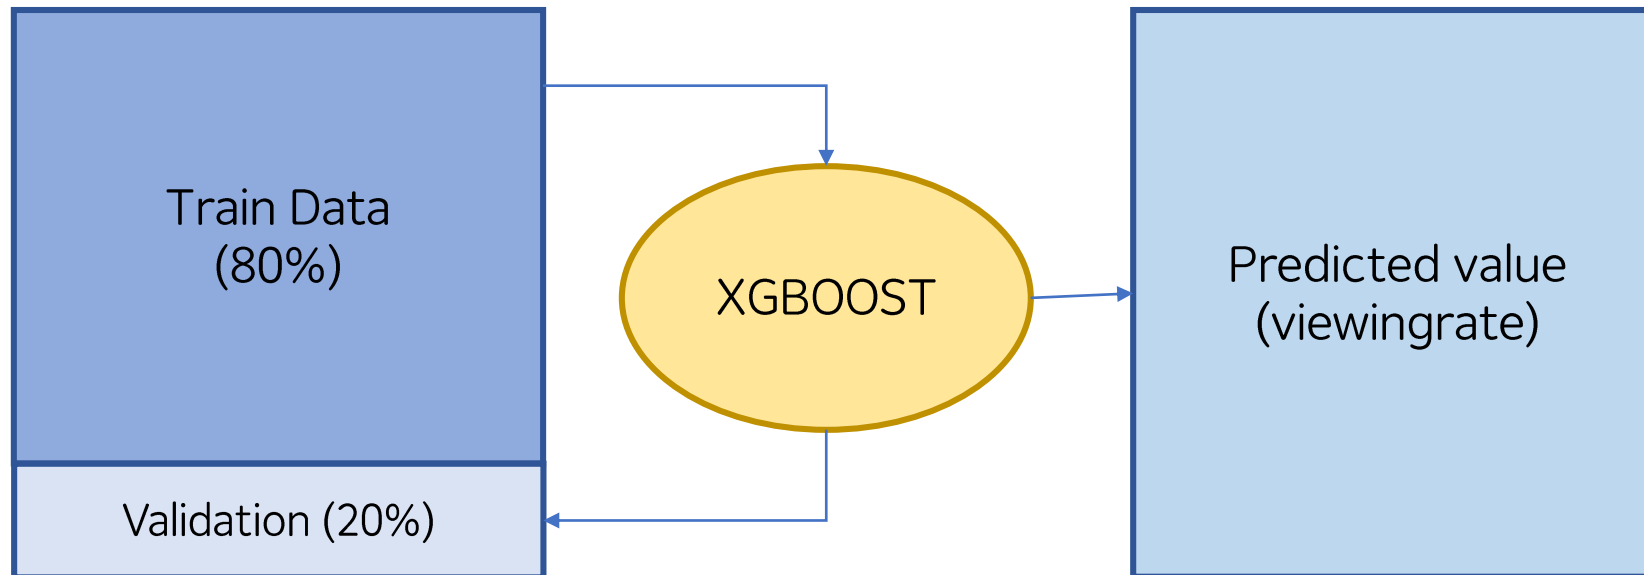 Train Data
(80%)
Validation (20%)
XGBOOST
Predicted value
(viewingrate)